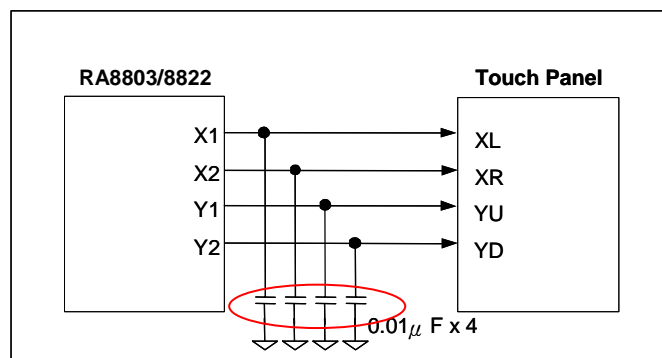 RA8803/8822
Touch Panel
X1
XL
X2
XR
Y1
YU
Y2
YD
0.01μ F x 4